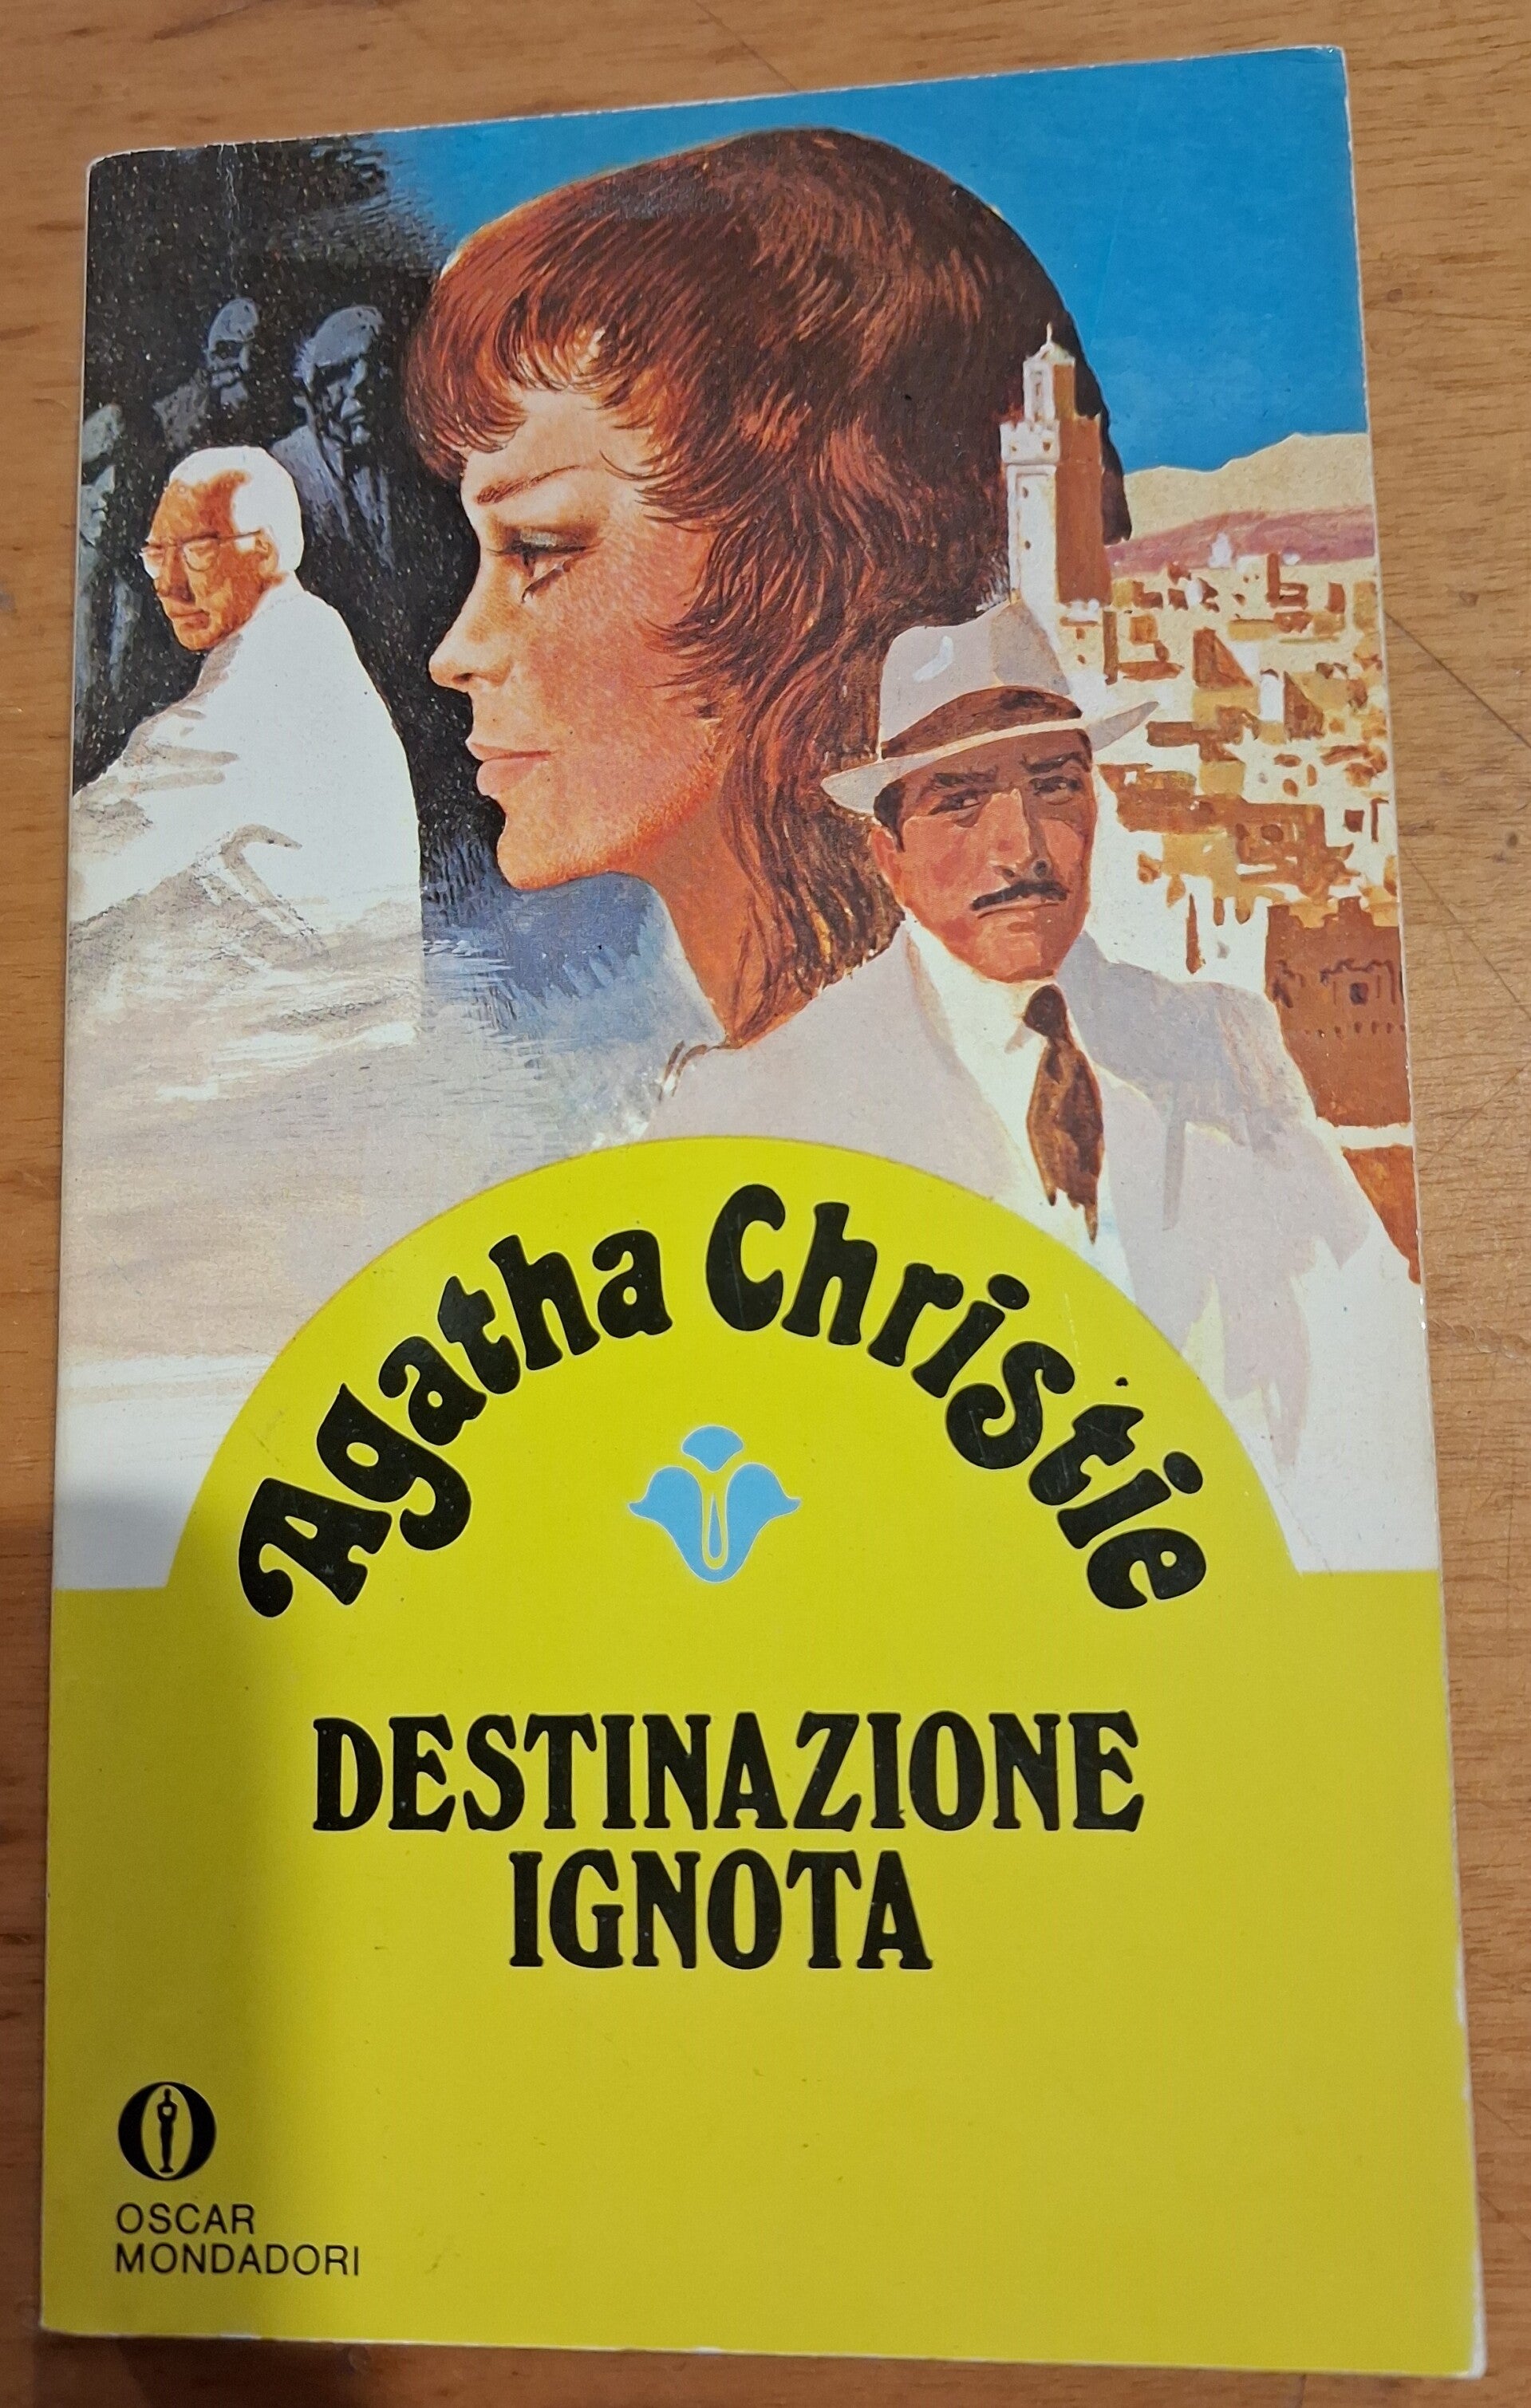 Agatha Christie
DESTINAZIONE
IGNOTA
OSCAR
MONDADORI